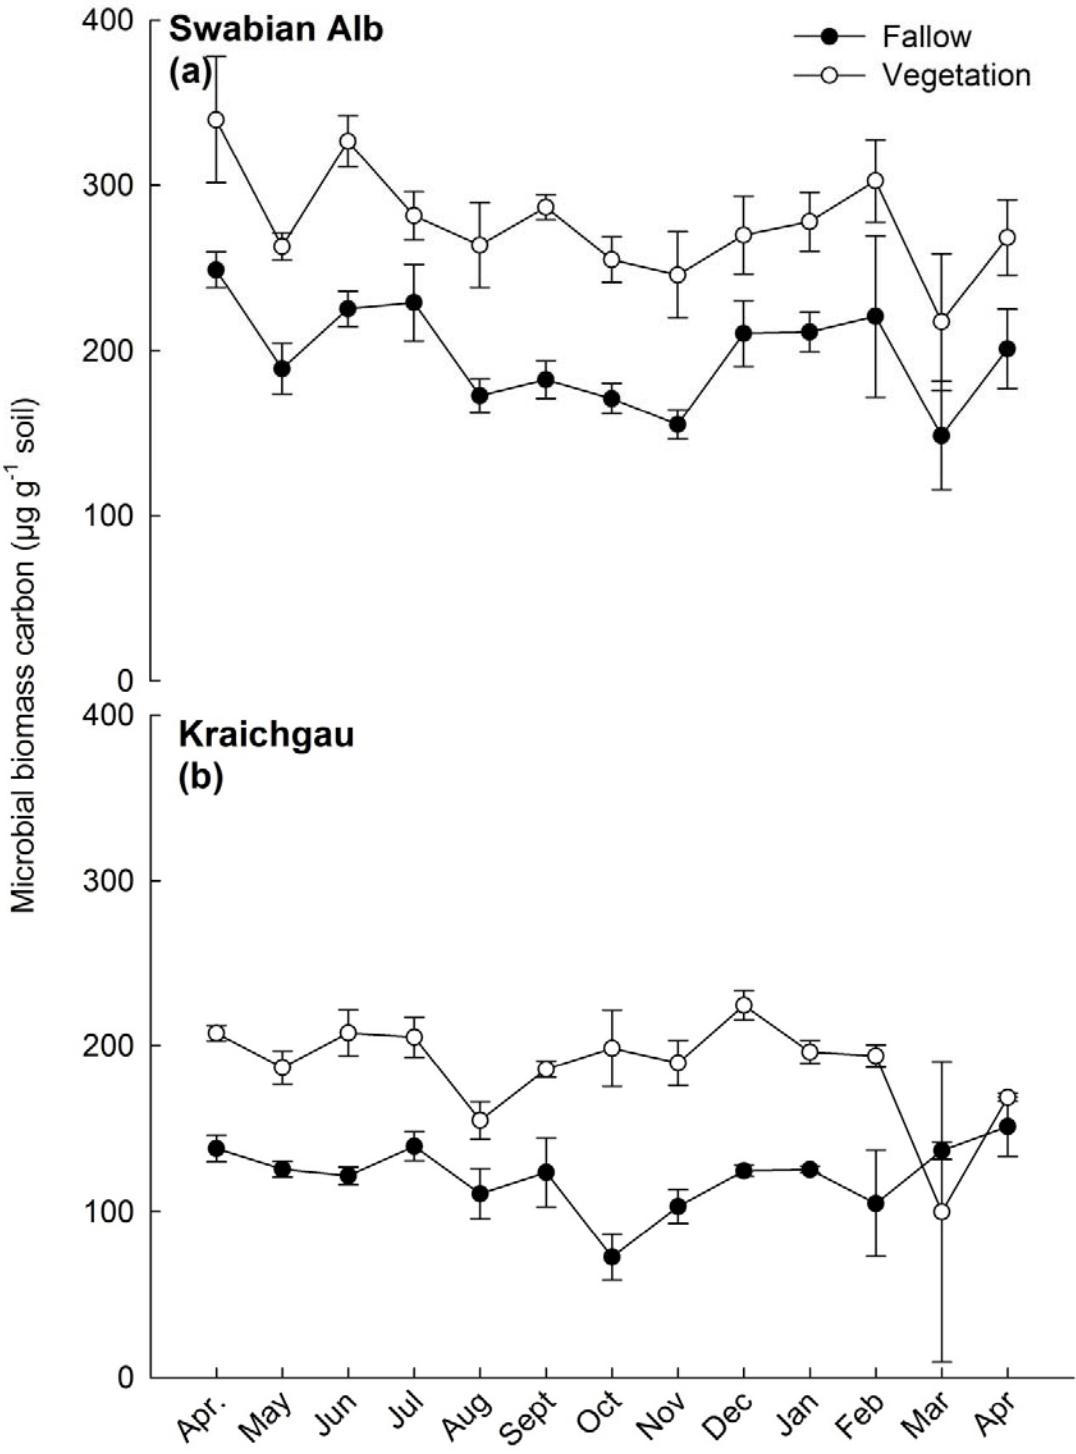 Swabian Alb
(a)
Fallow
Vegetation
400
300
200
100
0
Microbial biomass carbon (µg g⁻¹ soil)
Kraichgau
(b)
400
300
200
100
0
Apr. May Jun Jul Aug Sept Oct Nov Dec Jan Feb Mar Apr